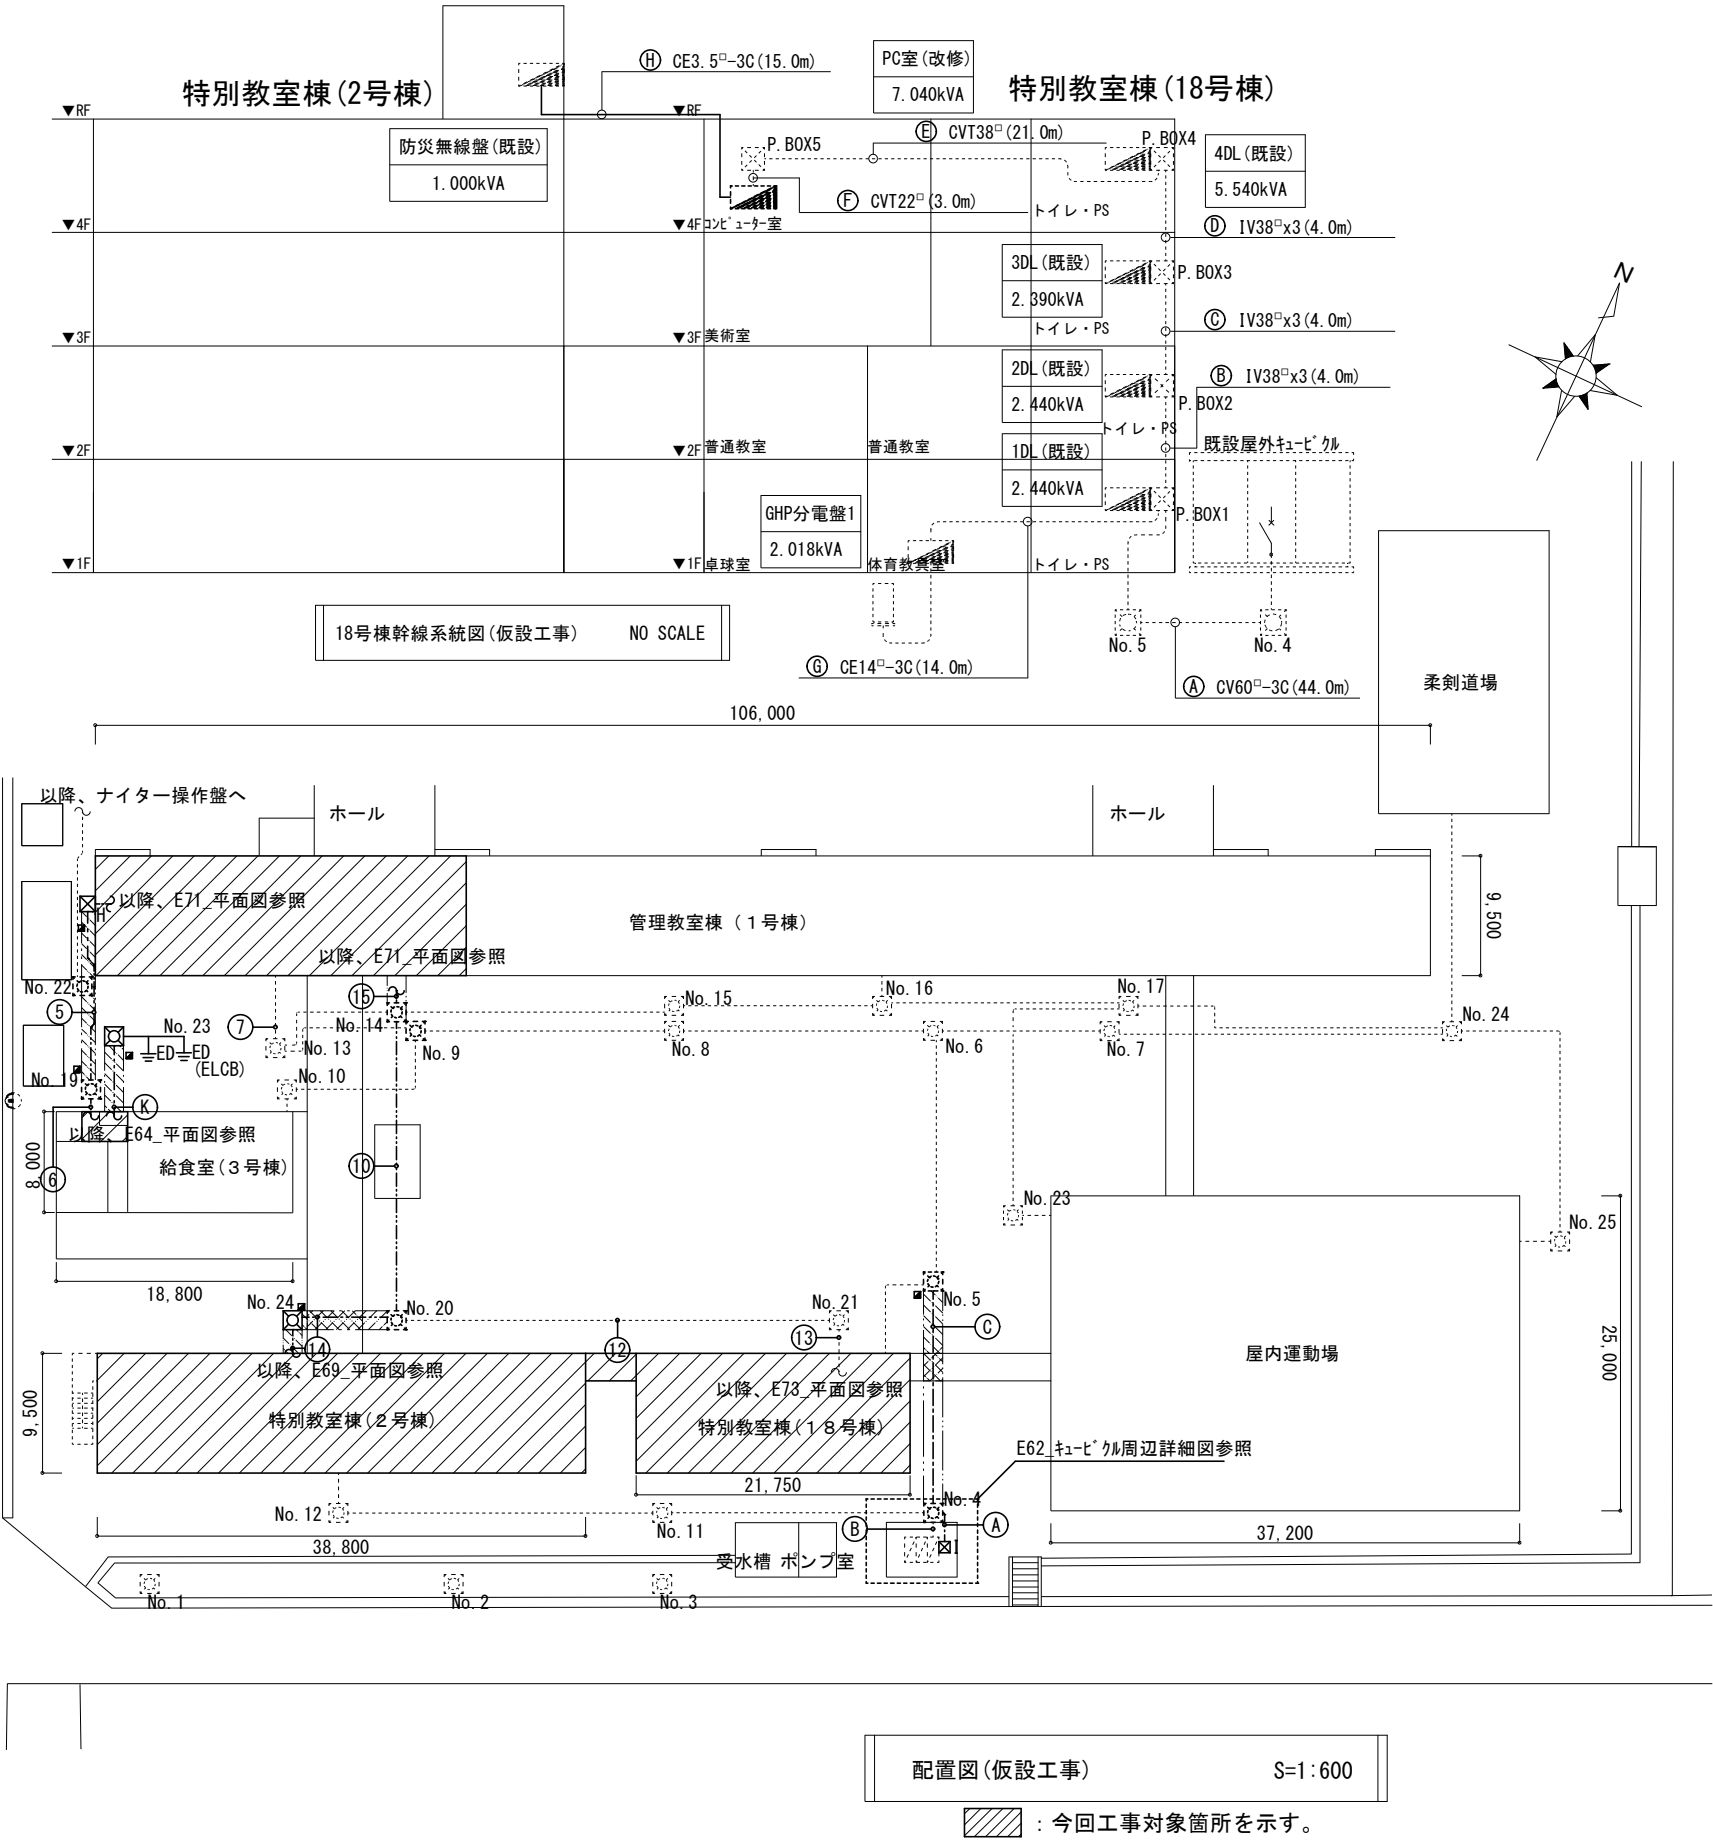 特別教室棟(2号棟)
Ⓗ CE3.5□-3C(15.0m)
PC室(改修)
7.040kVA
特別教室棟(18号棟)
▼RF
▼RF
防災無線盤(既設)
1.000kVA
P.BOX5
Ⓔ CVT38□(21.0m)
P.BOX4
4DL(既設)
5.540kVA
Ⓕ CVT22□(3.0m)
トイレ・PS
▼4F
▼4F
コンピューター室
Ⓓ IV38□x3(4.0m)
3DL(既設)
2.390kVA
P.BOX3
N
Ⓒ IV38□x3(4.0m)
▼3F
▼3F
美術室
トイレ・PS
2DL(既設)
2.440kVA
Ⓑ IV38□x3(4.0m)
P.BOX2
トイレ・PS
▼2F
▼2F
普通教室
普通教室
1DL(既設)
2.440kVA
既設屋外キュービクル
GHP分電盤1
2.018kVA
P.BOX1
▼1F
▼1F
卓球室
体育教具室
トイレ・PS
18号棟幹線系統図(仮設工事) NO SCALE
No.5
No.4
Ⓖ CE14□-3C(14.0m)
Ⓐ CV60□-3C(44.0m)
柔剣道場
106,000
以降、ナイター操作盤へ
ホール
ホール
以降、E71_平面図参照
H
管理教室棟（１号棟）
9,500
以降、E71_平面図参照
No.22
⑤
⑮
No.15
No.16
No.17
No.23
⑦
No.14
No.24
ED
ED
(ELCB)
No.13
No.9
No.8
No.6
No.7
No.19
No.10
Ⓚ
以降、E64_平面図参照
給食室(３号棟)
8,000
⑥
⑩
No.23
No.25
18,800
No.24
No.20
No.21
No.5
⑬
Ⓒ
⑭
⑫
25,000
屋内運動場
以降、E69_平面図参照
以降、E73_平面図参照
9,500
特別教室棟(２号棟)
特別教室棟(１８号棟)
E62_キュービクル周辺詳細図参照
21,750
No.12
No.11
No.4
Ⓑ
Ⓐ
I
37,200
38,800
受水槽 ポンプ室
No.1
No.2
No.3
配置図(仮設工事) S=1:600
：今回工事対象箇所を示す。